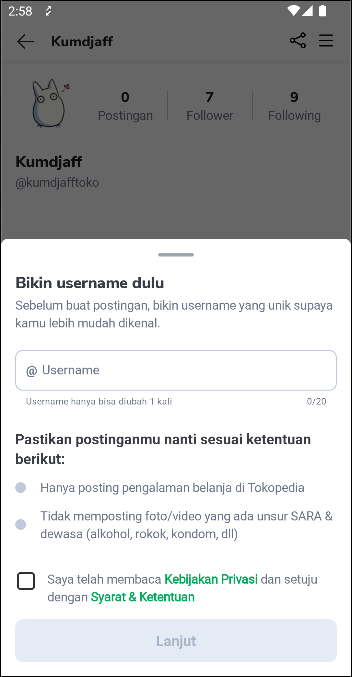 2:58
Kumdjaff
0 7 9
Postingan Follower Following
Kumdjaff
@kumdjafftoko
Bikin username dulu
Sebelum buat postingan, bikin username yang unik supaya
kamu lebih mudah dikenal.
@ Username
Username hanya bisa diubah 1 kali 0/20
Pastikan postinganmu nanti sesuai ketentuan
berikut:
Hanya posting pengalaman belanja di Tokopedia
Tidak memposting foto/video yang ada unsur SARA &
dewasa (alkohol, rokok, kondom, dll)
Saya telah membaca Kebijakan Privasi dan setuju
dengan Syarat & Ketentuan
Lanjut